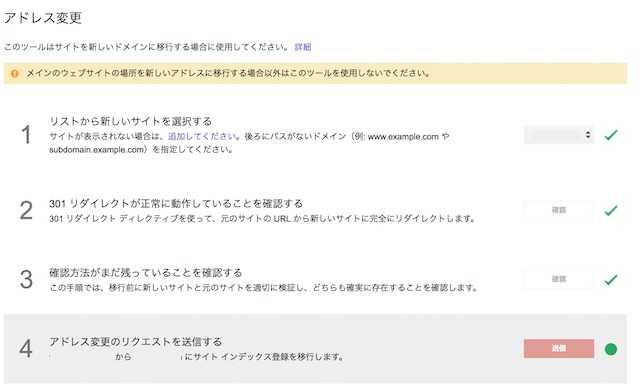 アドレス変更
このツールはサイトを新しいドメインに移行する場合に使用してください。 詳細
メインのウェブサイトの場所を新しいアドレスに移行する場合以外はこのツールを使用しないでください。
1 リストから新しいサイトを選択する
サイトが表示されない場合は、追加してください。後ろにパスがないドメイン（例: www.example.com や
subdomain.example.com）を指定してください。
2 301 リダイレクトが正常に動作していることを確認する
確認
301 リダイレクト ディレクティブを使って、元のサイトの URL から新しいサイトに完全にリダイレクトします。
3 確認方法がまだ残っていることを確認する
確認
この手順では、移行前に新しいサイトと元のサイトを適切に検証し、どちらも確実に存在することを確認します。
4 アドレス変更のリクエストを送信する
送信
から にサイト インデックス登録を移行します。